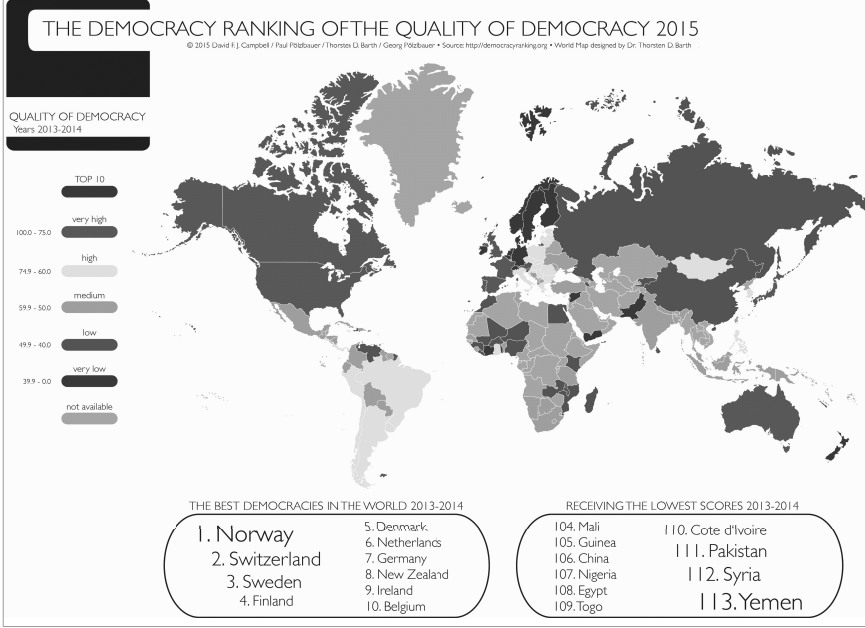 THE DEMOCRACY RANKING OF THE QUALITY OF DEMOCRACY 2015
© 2015 David F. J. Campbell / Paul Pölzlbauer / Thorsten D. Barth / Georg Pölzlbauer • Source: http://democracyranking.org • World Map designed by Dr. Thorsten D. Barth
QUALITY OF DEMOCRACY
Years 2013-2014
TOP 10
very high
100.0 - 75.0
high
74.9 - 60.0
medium
59.9 - 50.0
low
49.9 - 40.0
very low
39.9 - 0.0
not available
THE BEST DEMOCRACIES IN THE WORLD 2013-2014
1. Norway
2. Switzerland
3. Sweden
4. Finland
5. Denmark
6. Netherlands
7. Germany
8. New Zealand
9. Ireland
10. Belgium
RECEIVING THE LOWEST SCORES 2013-2014
104. Mali
105. Guinea
106. China
107. Nigeria
108. Egypt
109. Togo
110. Cote d'Ivoire
111. Pakistan
112. Syria
113. Yemen